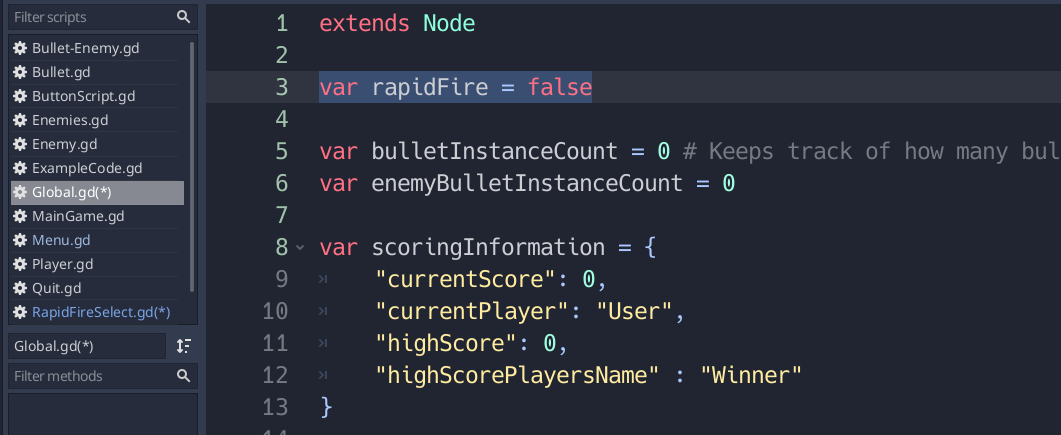 Filter scripts
Bullet-Enemy.gd
Bullet.gd
ButtonScript.gd
Enemies.gd
Enemy.gd
ExampleCode.gd
Global.gd(*)
MainGame.gd
Menu.gd
Player.gd
Quit.gd
RapidFireSelect.gd(*)
Global.gd(*)
Filter methods
1 extends Node
2
3 var rapidFire = false
4
5 var bulletInstanceCount = 0 # Keeps track of how many bul
6 var enemyBulletInstanceCount = 0
7
8 var scoringInformation = {
9 "currentScore": 0,
10 "currentPlayer": "User",
11 "highScore": 0,
12 "highScorePlayersName" : "Winner"
13 }